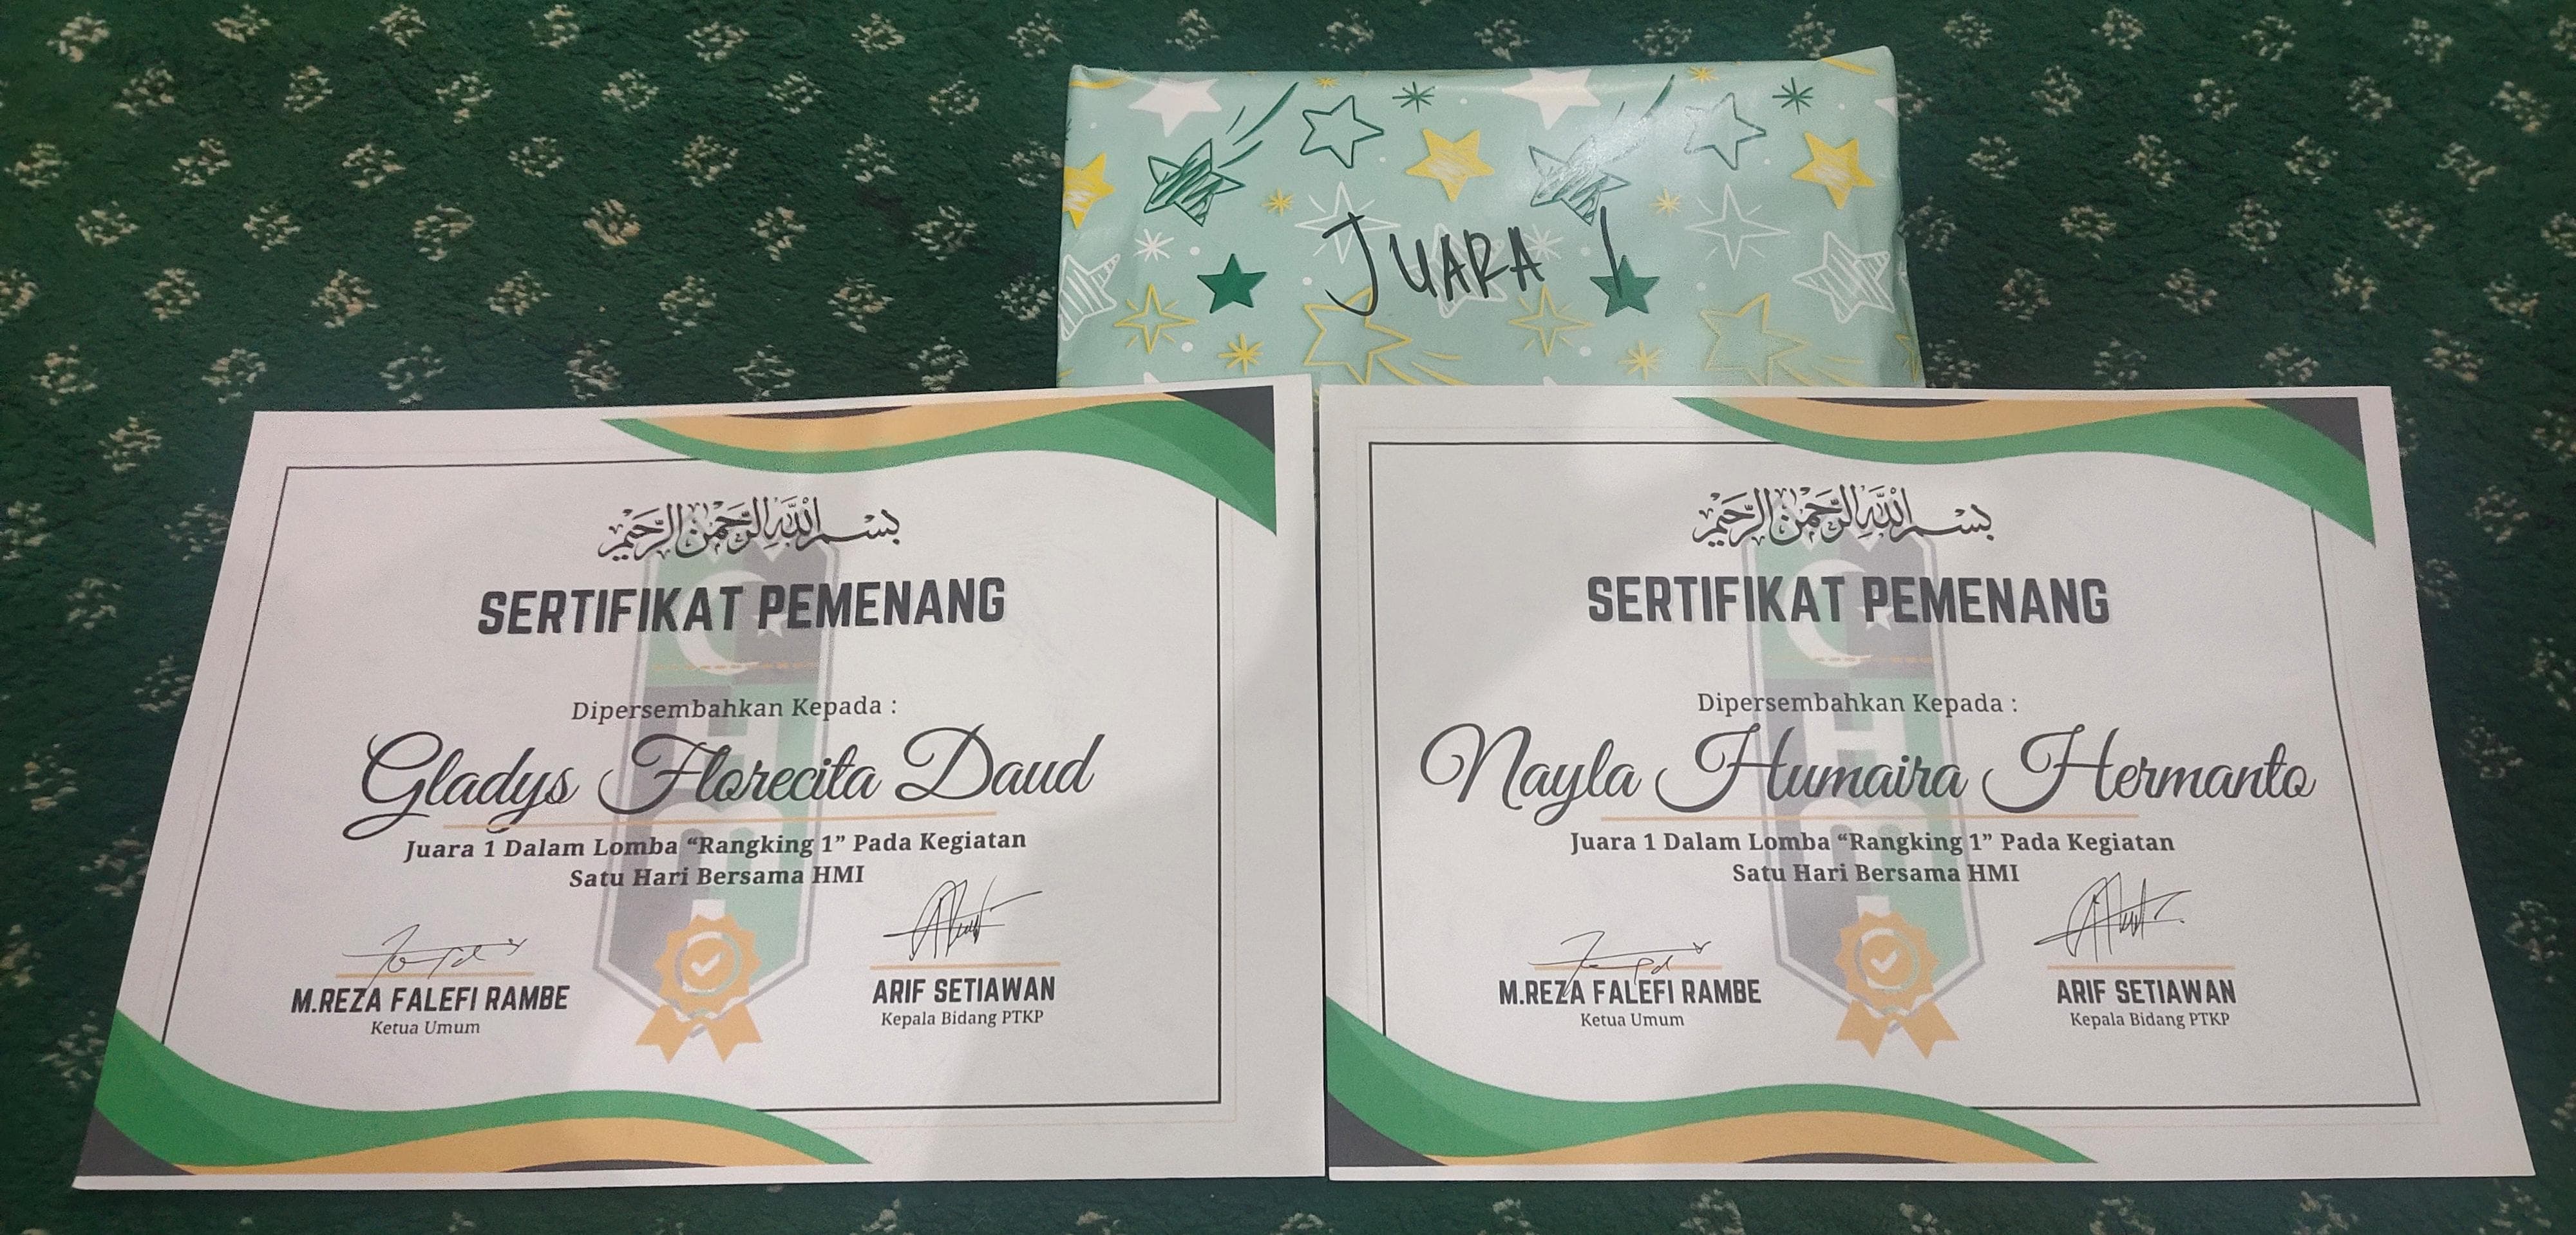 JUARA 1
بسم الله الرحمن الرحيم
SERTIFIKAT PEMENANG
Dipersembahkan Kepada :
Gladys Florecita Daud
Juara 1 Dalam Lomba “Rangking 1” Pada Kegiatan
Satu Hari Bersama HMI
M.REZA FALEFI RAMBE
Ketua Umum
ARIF SETIAWAN
Kepala Bidang PTKP
بسم الله الرحمن الرحيم
SERTIFIKAT PEMENANG
Dipersembahkan Kepada :
Nayla Humaira Hermanto
Juara 1 Dalam Lomba “Rangking 1” Pada Kegiatan
Satu Hari Bersama HMI
M.REZA FALEFI RAMBE
Ketua Umum
ARIF SETIAWAN
Kepala Bidang PTKP